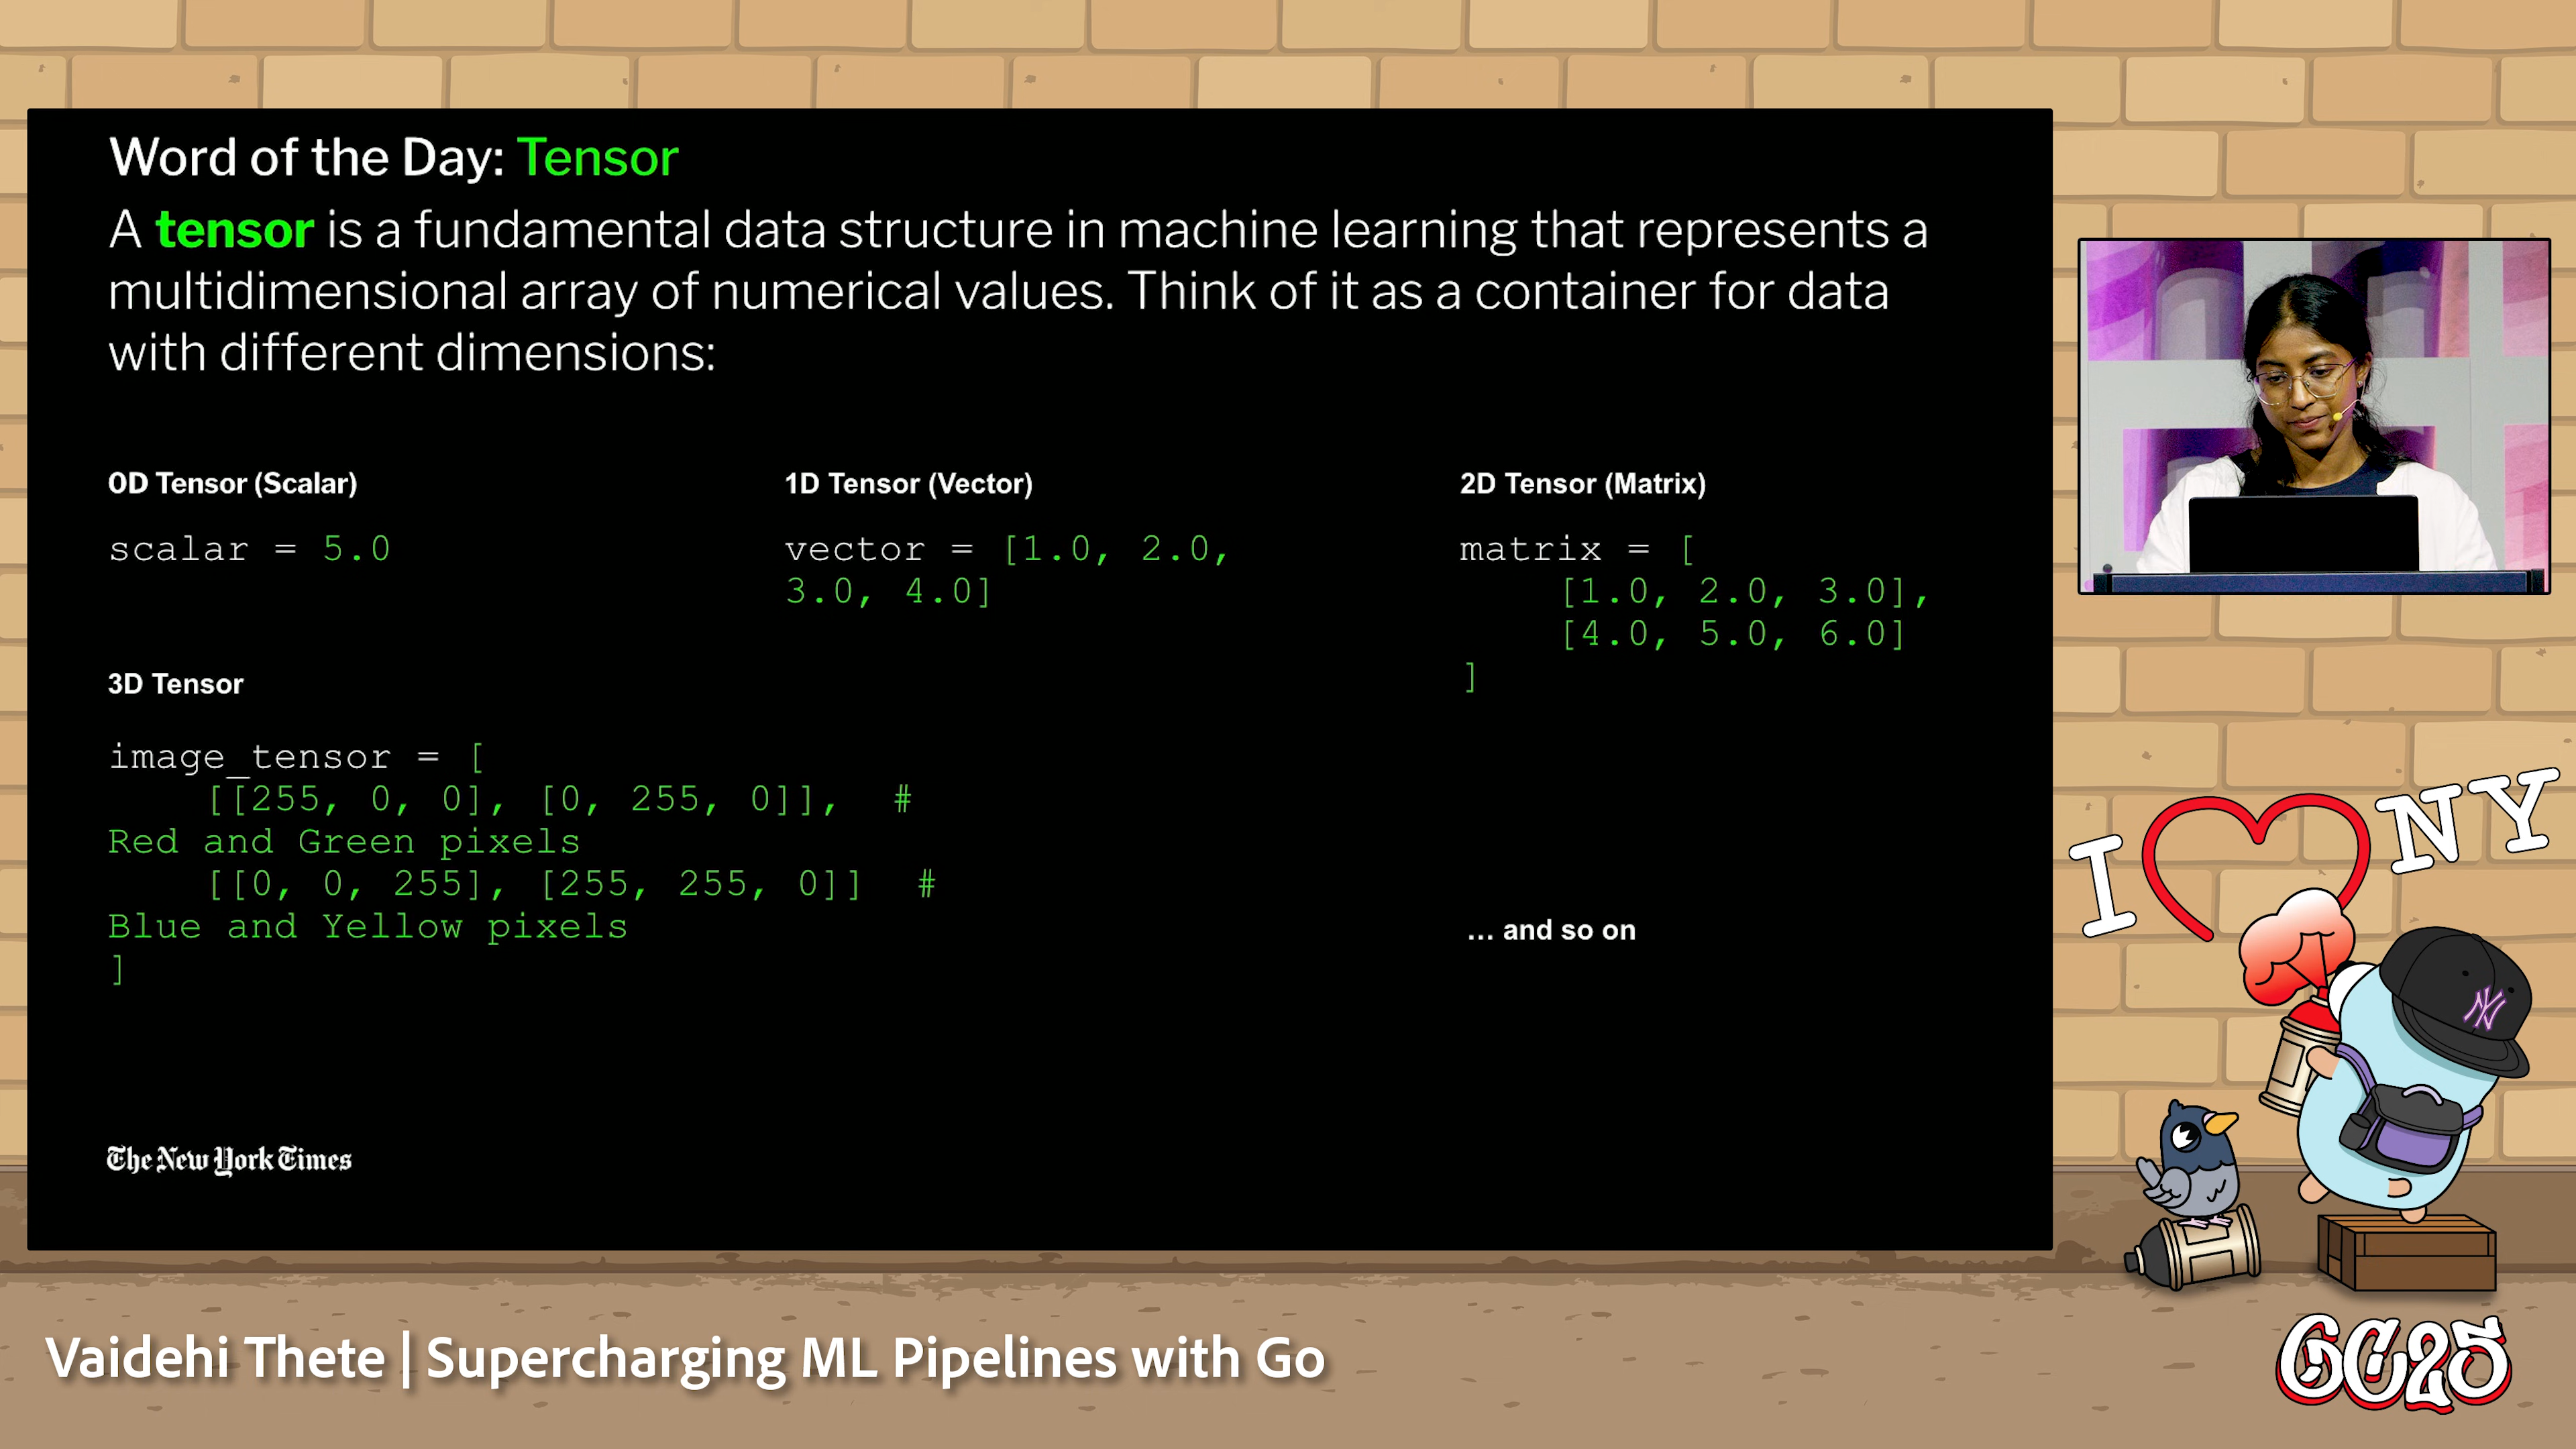 Word of the Day: Tensor
A tensor is a fundamental data structure in machine learning that represents a
multidimensional array of numerical values. Think of it as a container for data
with different dimensions:
0D Tensor (Scalar)
scalar = 5.0
1D Tensor (Vector)
vector = [1.0, 2.0,
3.0, 4.0]
2D Tensor (Matrix)
matrix = [
    [1.0, 2.0, 3.0],
    [4.0, 5.0, 6.0]
]
3D Tensor
image_tensor = [
    [[255, 0, 0], [0, 255, 0]],  #
Red and Green pixels
    [[0, 0, 255], [255, 255, 0]]  #
Blue and Yellow pixels
]
... and so on
The New York Times
I NY
NY
Vaidehi Thete | Supercharging ML Pipelines with Go
GC25